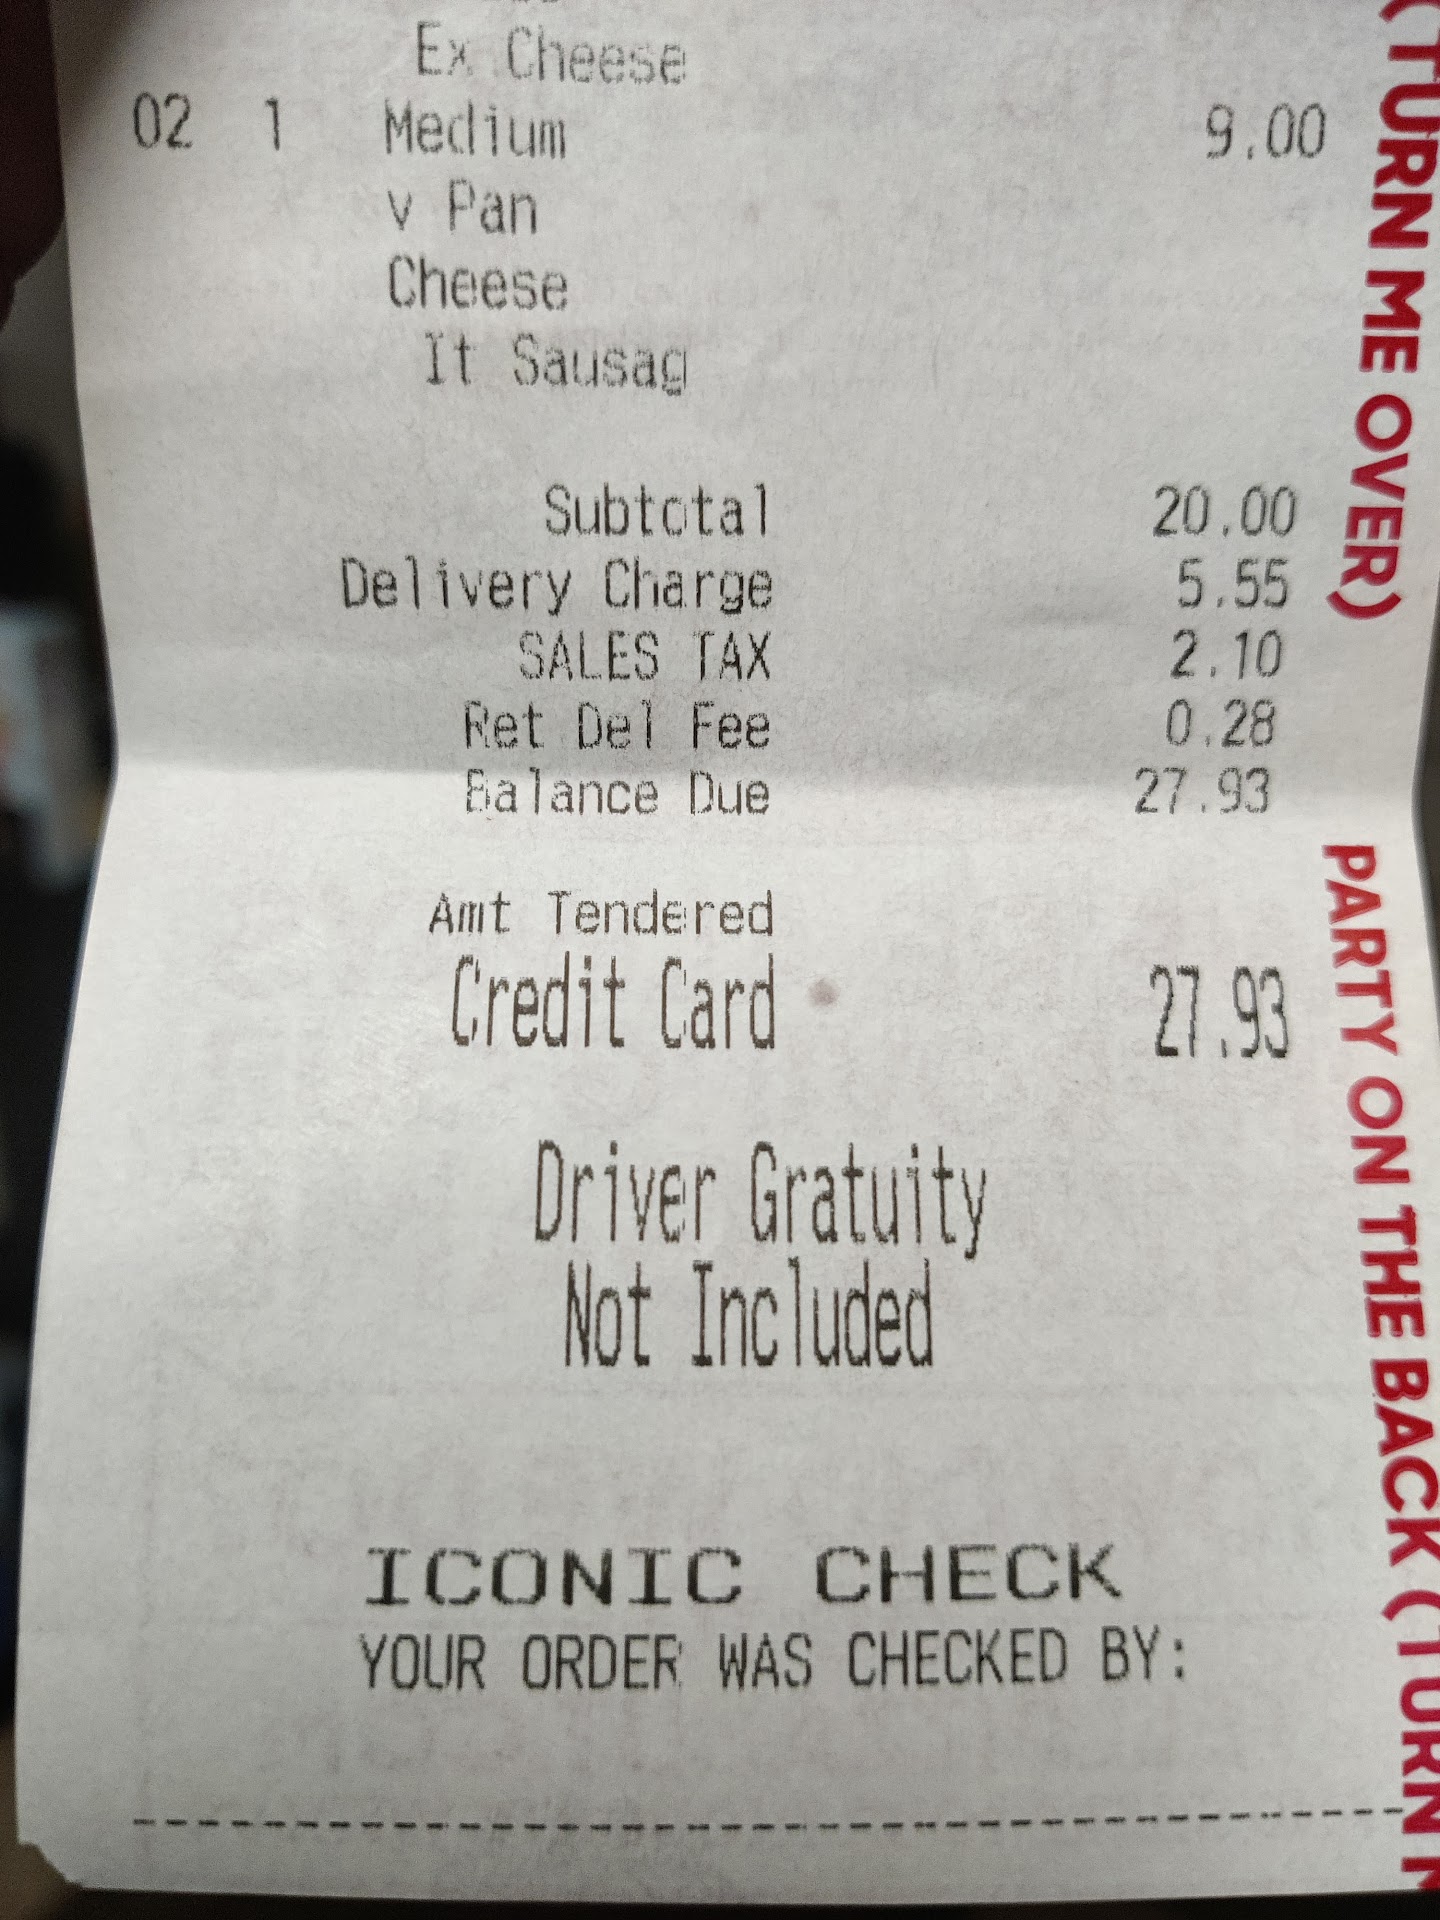 Ex Cheese
02 1 Medium 9.00
v Pan
Cheese
It Sausag
Subtotal 20.00
Delivery Charge 5.55
SALES TAX 2.10
Ret Del Fee 0.28
Balance Due 27.93
Amt Tendered
Credit Card 27.93
Driver Gratuity
Not Included
ICONIC CHECK
YOUR ORDER WAS CHECKED BY:
(TURN ME OVER)
PARTY ON THE BACK (TURN